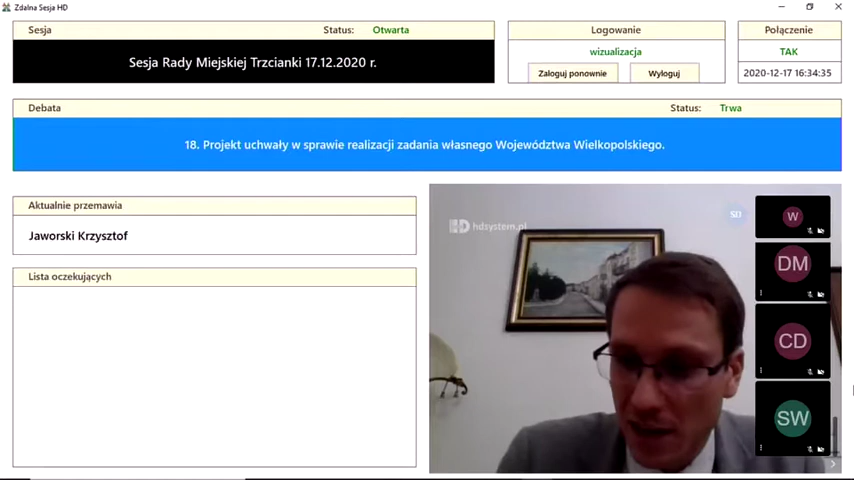 Zdalna Sesja HD
Sesja
Status: Otwarta
Sesja Rady Miejskiej Trzcianki 17.12.2020 r.
Logowanie
wizualizacja
Zaloguj ponownie
Wyloguj
Połączenie
TAK
2020-12-17 16:34:35
Debata
Status: Trwa
18. Projekt uchwały w sprawie realizacji zadania własnego Województwa Wielkopolskiego.
Aktualnie przemawia
Jaworski Krzysztof
Lista oczekujących
HD hdsystem.pl
SD
W
DM
CD
SW